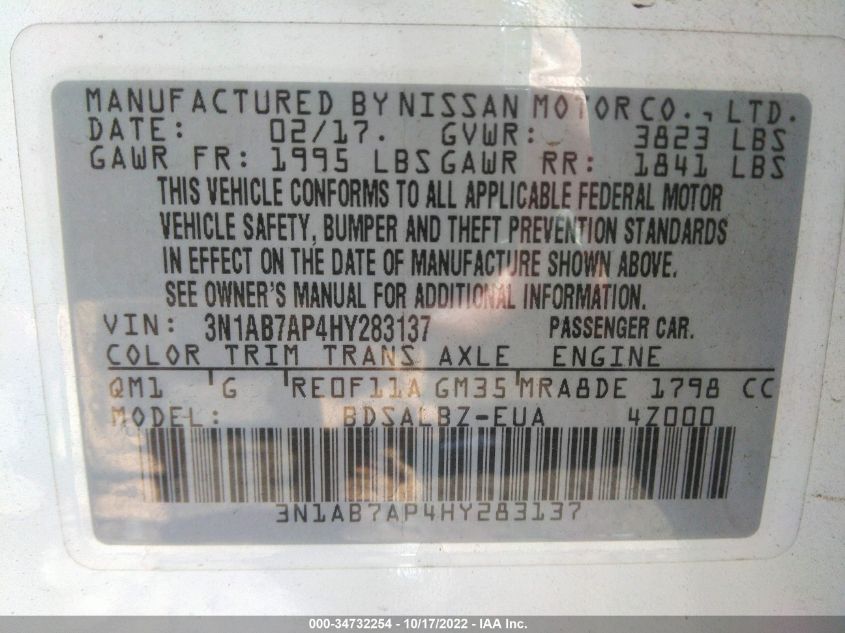 MANUFACTURED BY NISSAN MOTOR CO., LTD.
DATE: 02/17. GVWR: 3823 LBS
GAWR FR: 1995 LBS GAWR RR: 1841 LBS
THIS VEHICLE CONFORMS TO ALL APPLICABLE FEDERAL MOTOR
VEHICLE SAFETY, BUMPER AND THEFT PREVENTION STANDARDS
IN EFFECT ON THE DATE OF MANUFACTURE SHOWN ABOVE.
SEE OWNER'S MANUAL FOR ADDITIONAL INFORMATION.
VIN: 3N1AB7AP4HY283137 PASSENGER CAR.
COLOR TRIM TRANS AXLE ENGINE
QM1 G RE0F11A GM35 MRA8DE 1798 CC
MODEL: BDSALBZ-EUA 4Z000
3N1AB7AP4HY283137
000-34732254 - 10/17/2022 - IAA Inc.